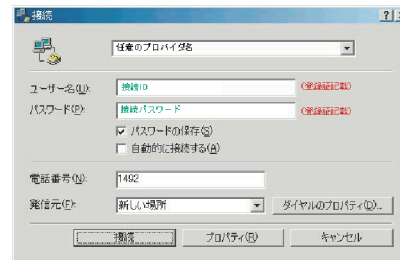 接続
任意のプロバイダ名
ユーザー名(U): 接続ID (登録証記載)
パスワード(P): 接続パスワード (登録証記載)
パスワードの保存(S)
自動的に接続する(A)
電話番号(N): 1492
発信元(F): 新しい場所 ダイヤルのプロパティ(D)...
接続 プロパティ(R) キャンセル